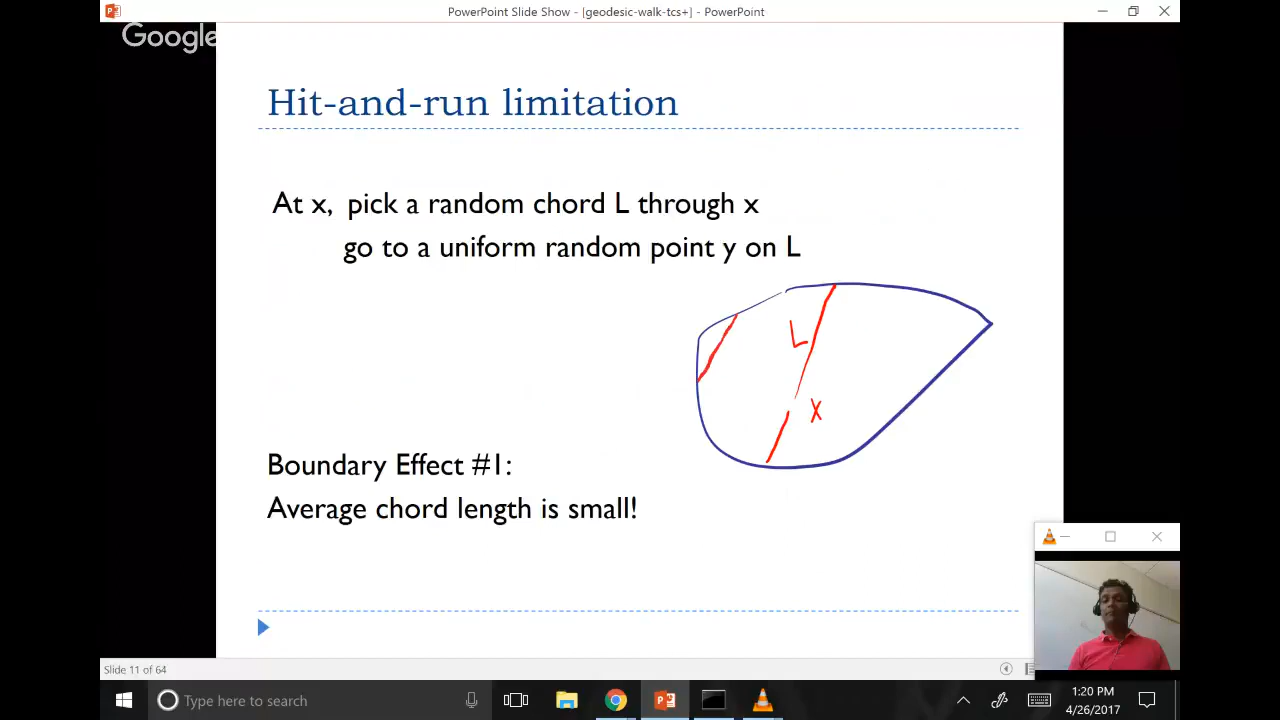 PowerPoint Slide Show - [geodesic-walk-tcs+] - PowerPoint
Google
Hit-and-run limitation
At x, pick a random chord L through x
go to a uniform random point y on L
L
X
Boundary Effect #1:
Average chord length is small!
Slide 11 of 64
Type here to search
1:20 PM
4/26/2017